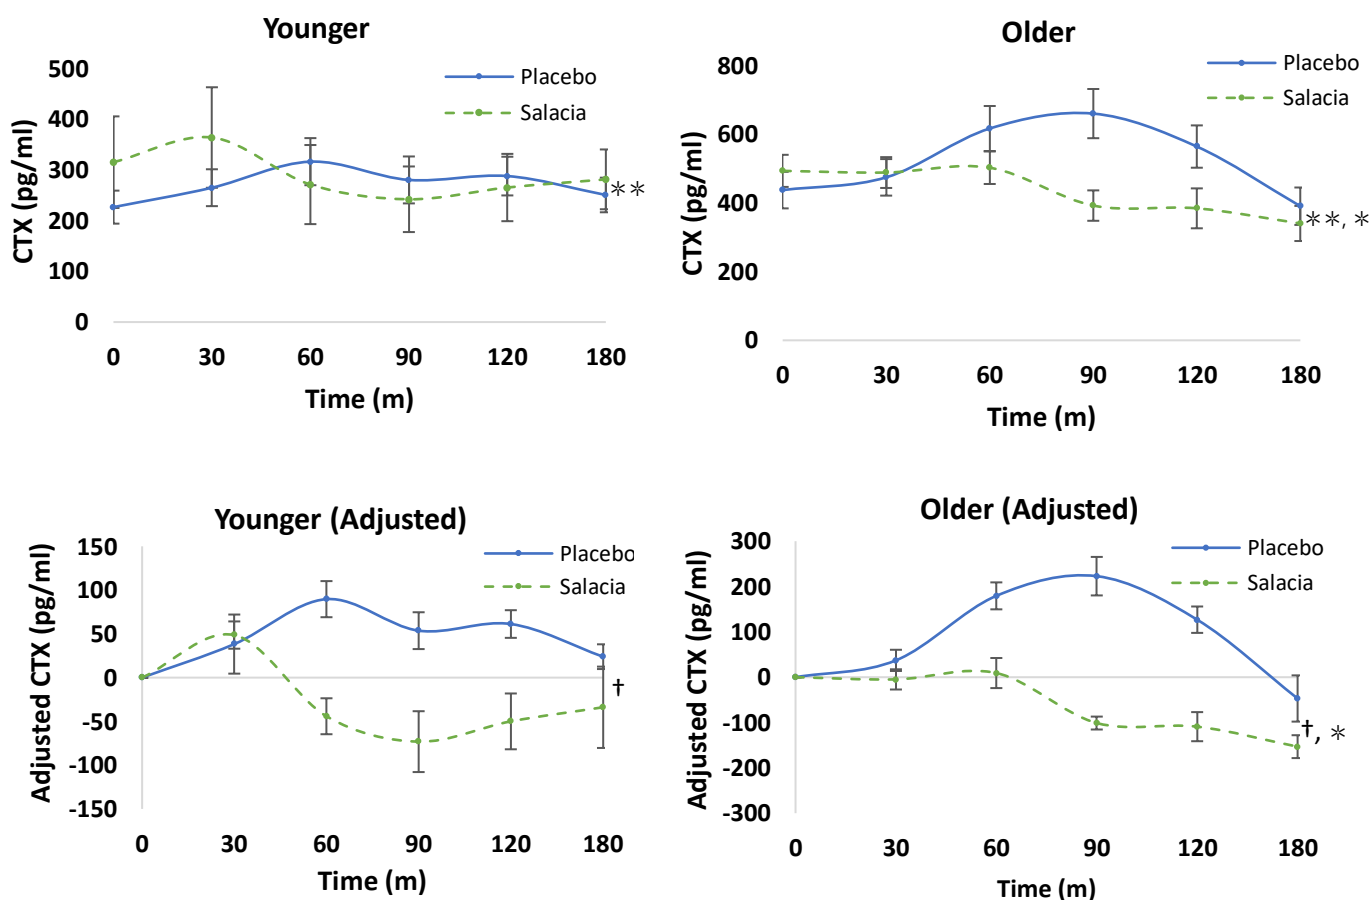 Younger
Placebo
Salacia
CTX (pg/ml)
500
400
300
200
100
0
**
0 30 60 90 120 180
Time (m)
Older
Placebo
Salacia
CTX (pg/ml)
800
600
400
200
0
**, *
0 30 60 90 120 180
Time (m)
Younger (Adjusted)
Placebo
Salacia
Adjusted CTX (pg/ml)
150
100
50
0
-50
-100
-150
†
0 30 60 90 120 180
Time (m)
Older (Adjusted)
Placebo
Salacia
Adjusted CTX (pg/ml)
300
200
100
0
-100
-200
-300
†, *
0 30 60 90 120 180
Time (m)